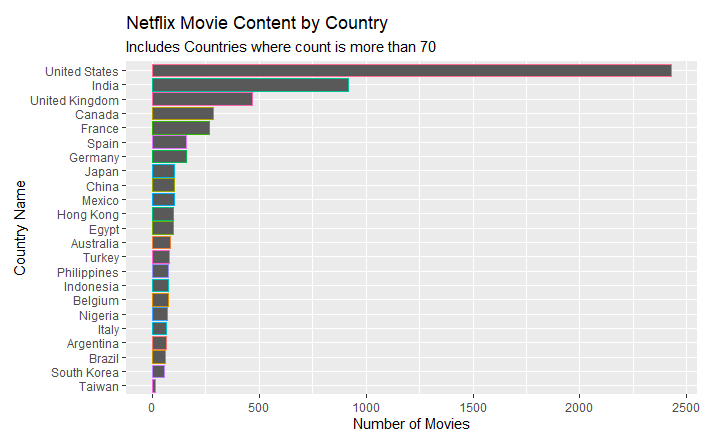 Netflix Movie Content by Country
Includes Countries where count is more than 70
Country Name
United States
India
United Kingdom
Canada
France
Spain
Germany
Japan
China
Mexico
Hong Kong
Egypt
Australia
Turkey
Philippines
Indonesia
Belgium
Nigeria
Italy
Argentina
Brazil
South Korea
Taiwan
0 500 1000 1500 2000 2500
Number of Movies